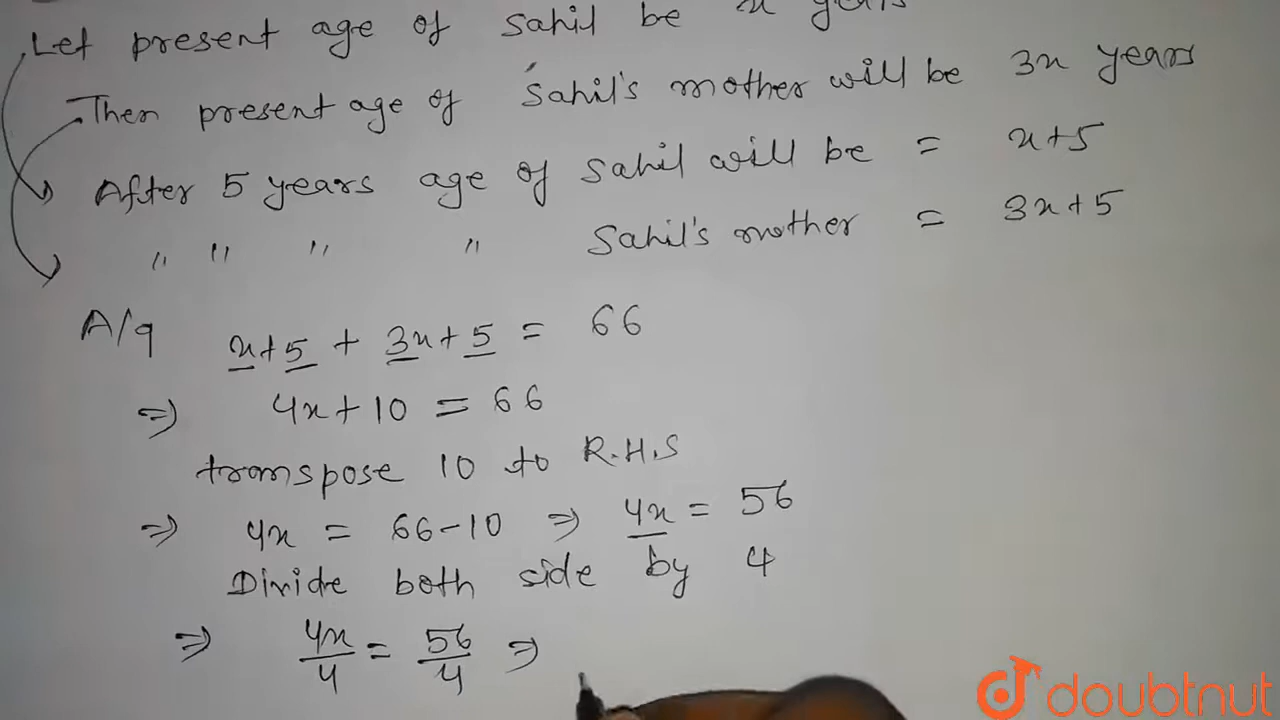 Let present age of Sahil be x years
Then present age of Sahil's mother will be 3x years
After 5 years age of Sahil will be = x+5
" " " " Sahil's mother = 3x+5
A/q x+5 + 3x+5 = 66
⇒ 4x+10 = 66
transpose 10 to R.H.S
⇒ 4x = 66-10 ⇒ 4x = 56
Divide both side by 4
⇒ 4x/4 = 56/4 ⇒
doubtnut